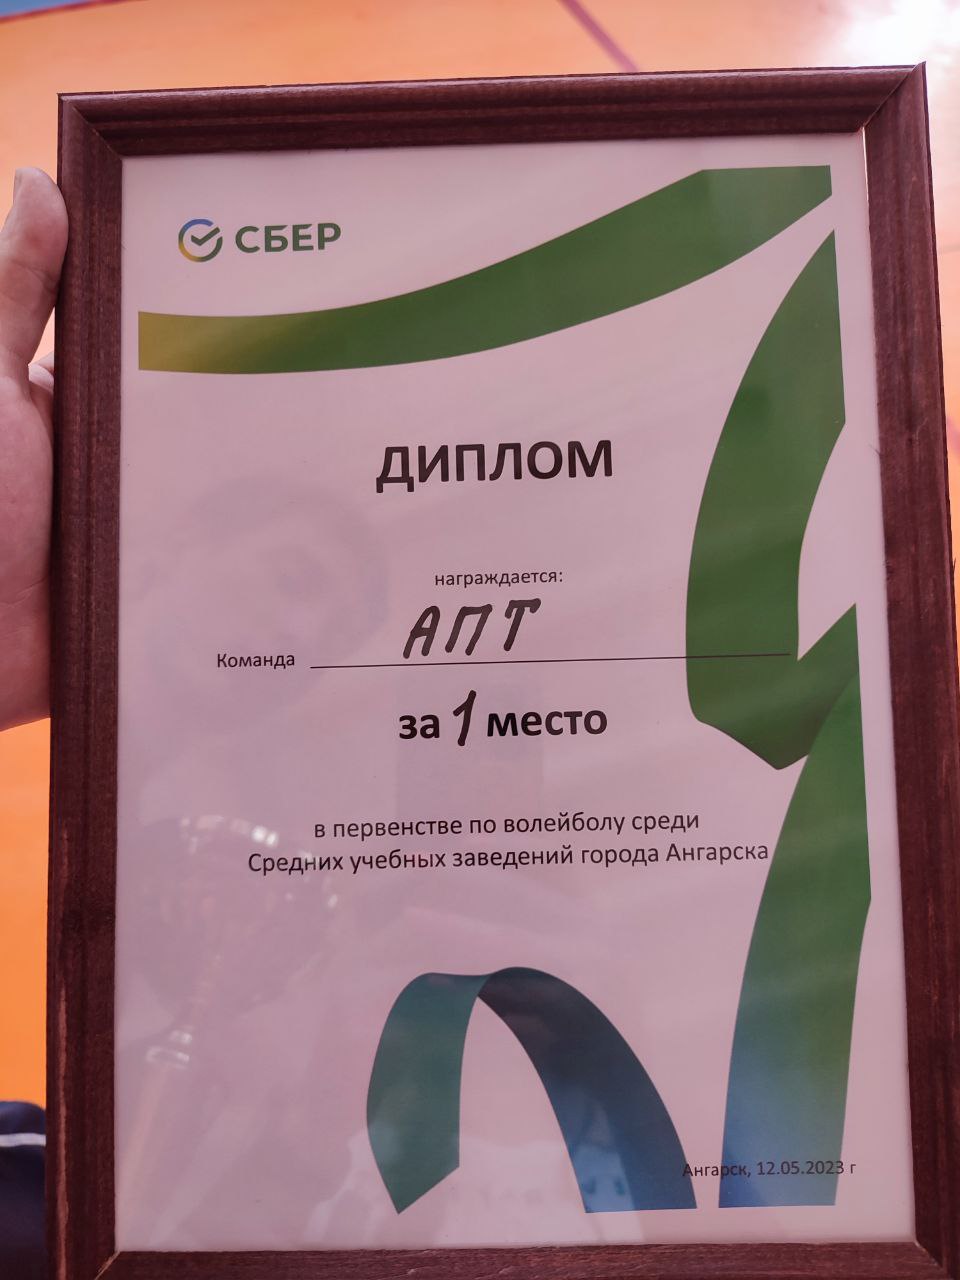 СБЕР
ДИПЛОМ
награждается:
Команда АПТ
за 1 место
в первенстве по волейболу среди
Средних учебных заведений города Ангарска
Ангарск, 12.05.2023 г